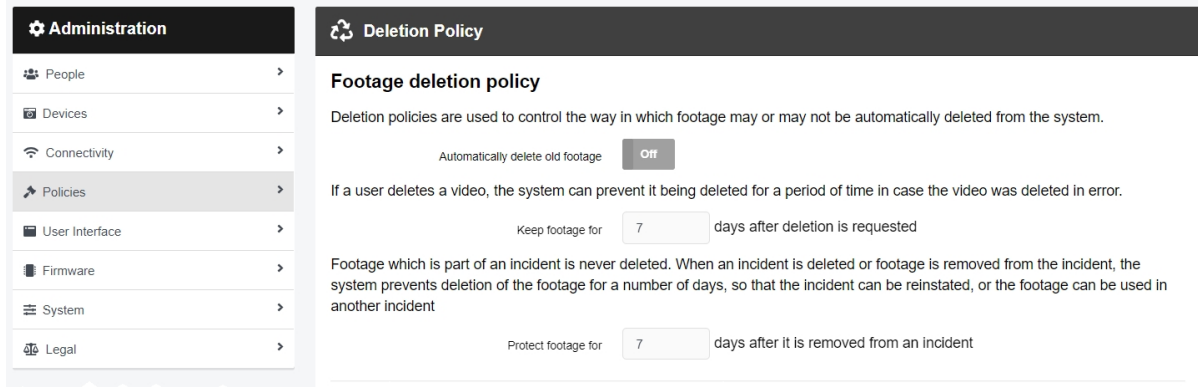 Administration
People
Devices
Connectivity
Policies
User Interface
Firmware
System
Legal
Deletion Policy
Footage deletion policy
Deletion policies are used to control the way in which footage may or may not be automatically deleted from the system.
Automatically delete old footage Off
If a user deletes a video, the system can prevent it being deleted for a period of time in case the video was deleted in error.
Keep footage for 7 days after deletion is requested
Footage which is part of an incident is never deleted. When an incident is deleted or footage is removed from the incident, the
system prevents deletion of the footage for a number of days, so that the incident can be reinstated, or the footage can be used in
another incident
Protect footage for 7 days after it is removed from an incident